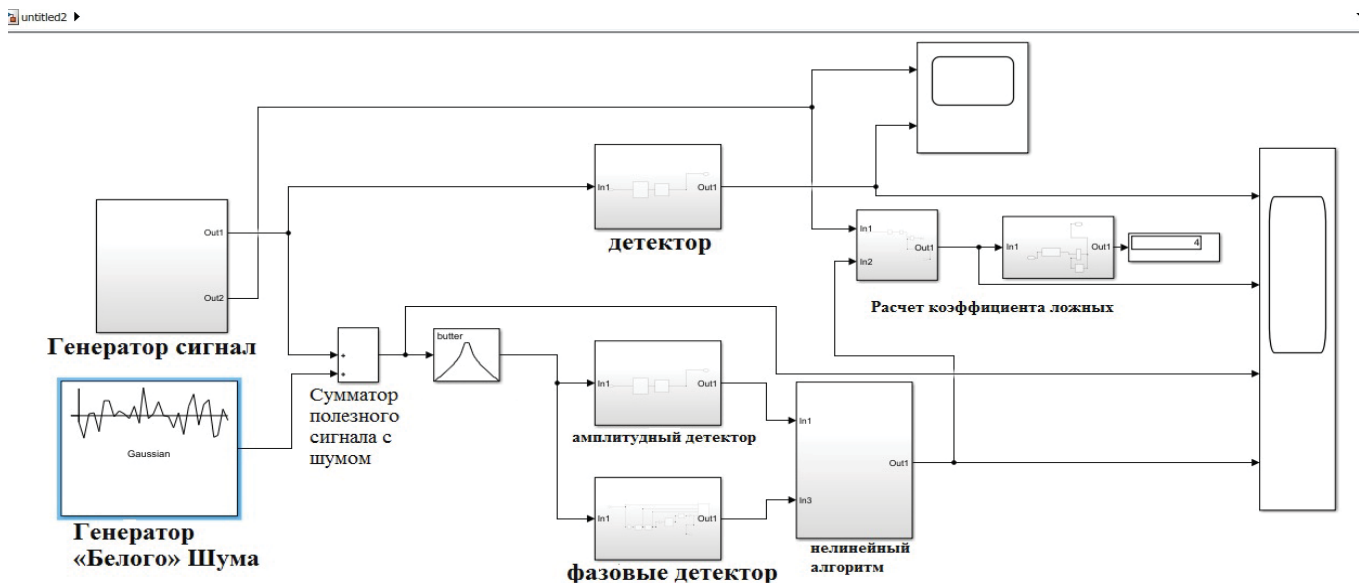 untitled2
In1
Out1
детектор
Out1
Out2
Генератор сигнал
In1
In2
Out1
In1
Out1
4
Расчет коэффициента ложных
butter
Сумматор
полезного
сигнала с
шумом
In1
Out1
амплитудный детектор
Gaussian
Генератор
«Белого» Шума
In1
Out1
фазовые детектор
In1
In3
Out1
нелинейный
алгоритм